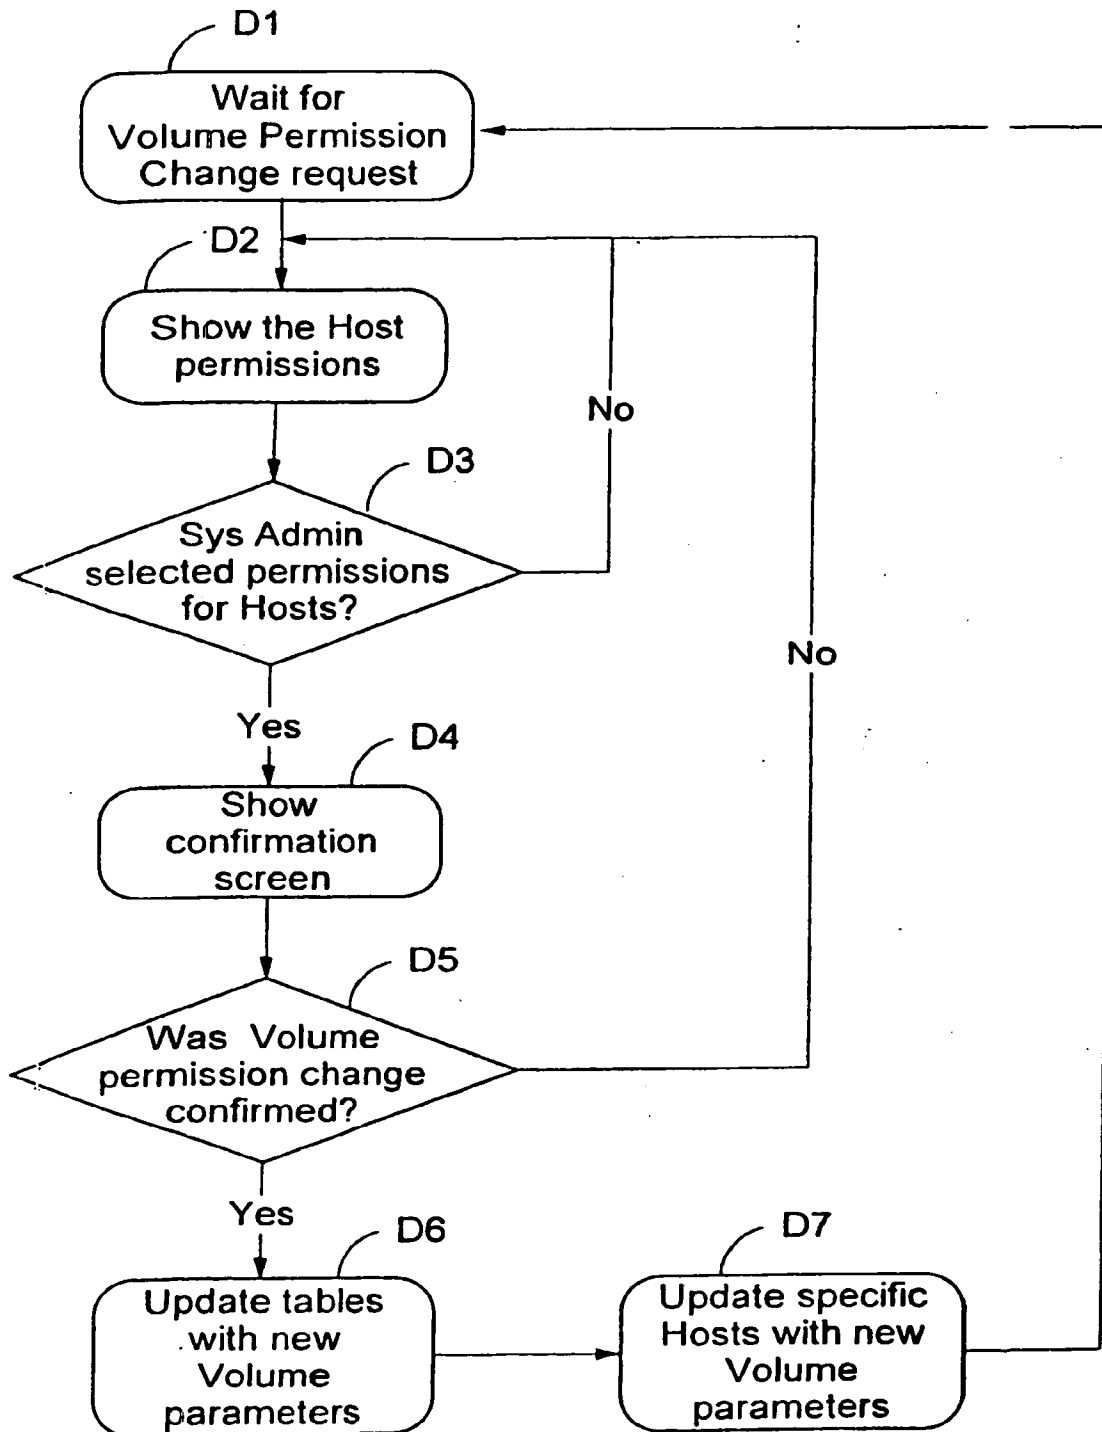 D1
Wait for
Volume Permission
Change request
D2
Show the Host
permissions
No
D3
Sys Admin
selected permissions
for Hosts?
No
Yes
D4
Show
confirmation
screen
D5
Was Volume
permission change
confirmed?
Yes
D6
D7
Update tables
with new
Volume
parameters
Update specific
Hosts with new
Volume
parameters